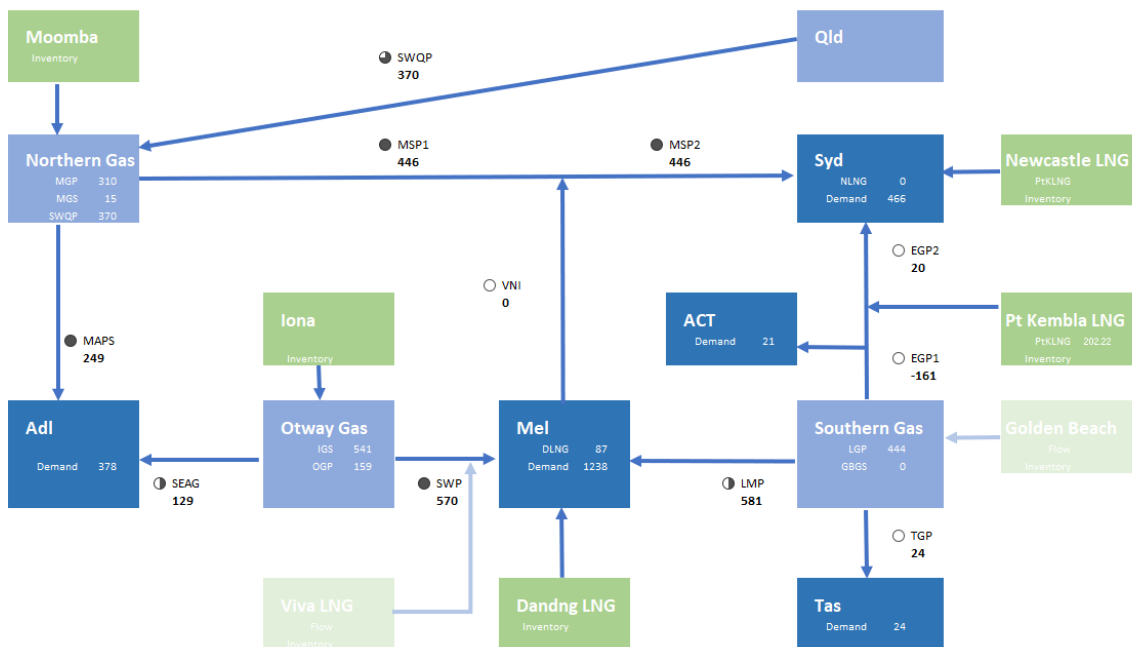 Moomba
Inventory
Qld
SWQP
370
Northern Gas
MGP 310
MGS 15
SWQP 370
MSP1
446
MSP2
446
Syd
NLNG 0
Demand 466
Newcastle LNG
PtKLNG
Inventory
EGP2
20
VNI
0
Iona
Inventory
ACT
Demand 21
Pt Kembla LNG
PtKLNG 202.22
Inventory
MAPS
249
EGP1
-161
Adl
Demand 378
Otway Gas
IGS 541
OGP 159
Mel
DLNG 87
Demand 1238
Southern Gas
LGP 444
GBGS 0
Golden Beach
Flow
Inventory
SEAG
129
SWP
570
LMP
581
TGP
24
Viva LNG
Flow
Inventory
Dandng LNG
Inventory
Tas
Demand 24